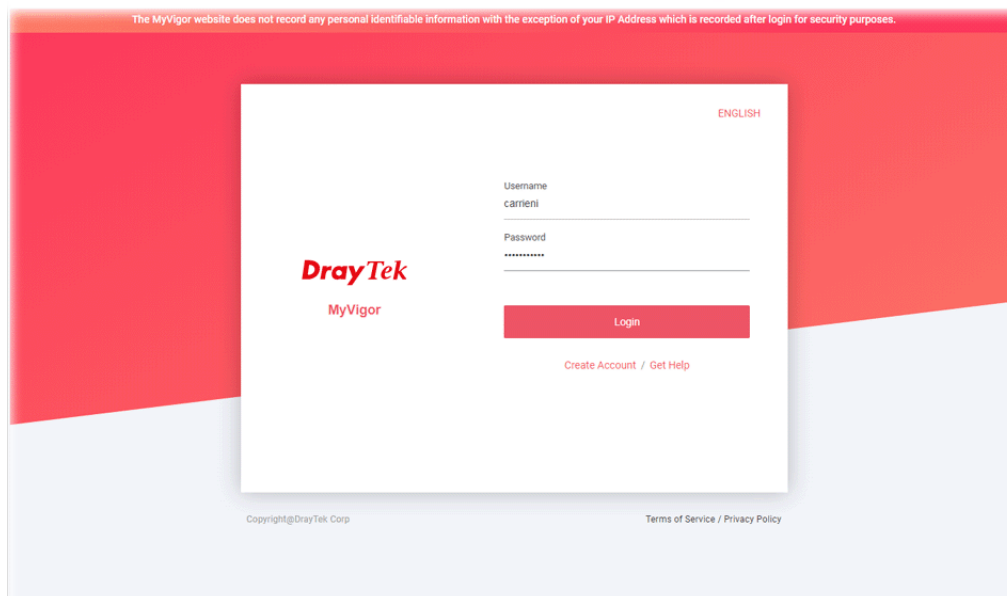 The MyVigor website does not record any personal identifiable information with the exception of your IP Address which is recorded after login for security purposes.
ENGLISH
Username
carrieni
Password
•••••••••••
DrayTek
MyVigor
Login
Create Account / Get Help
Copyright@DrayTek Corp
Terms of Service / Privacy Policy